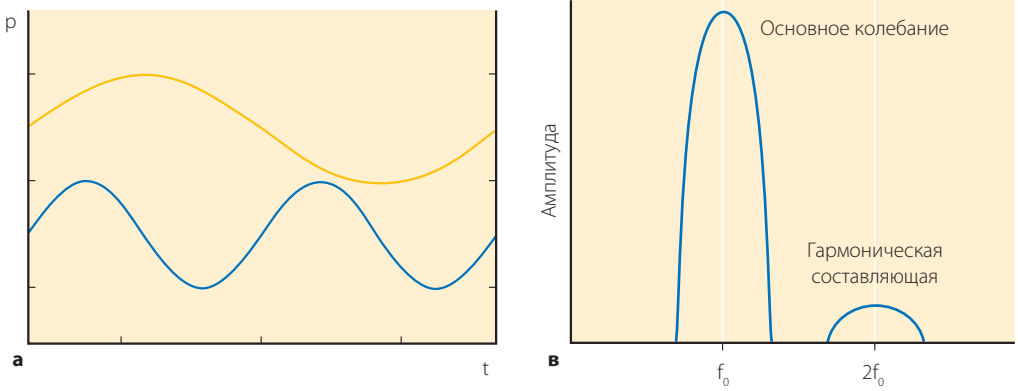 p
t
а
Основное колебание
Амплитуда
Гармоническая
составляющая
f₀
2f₀
в